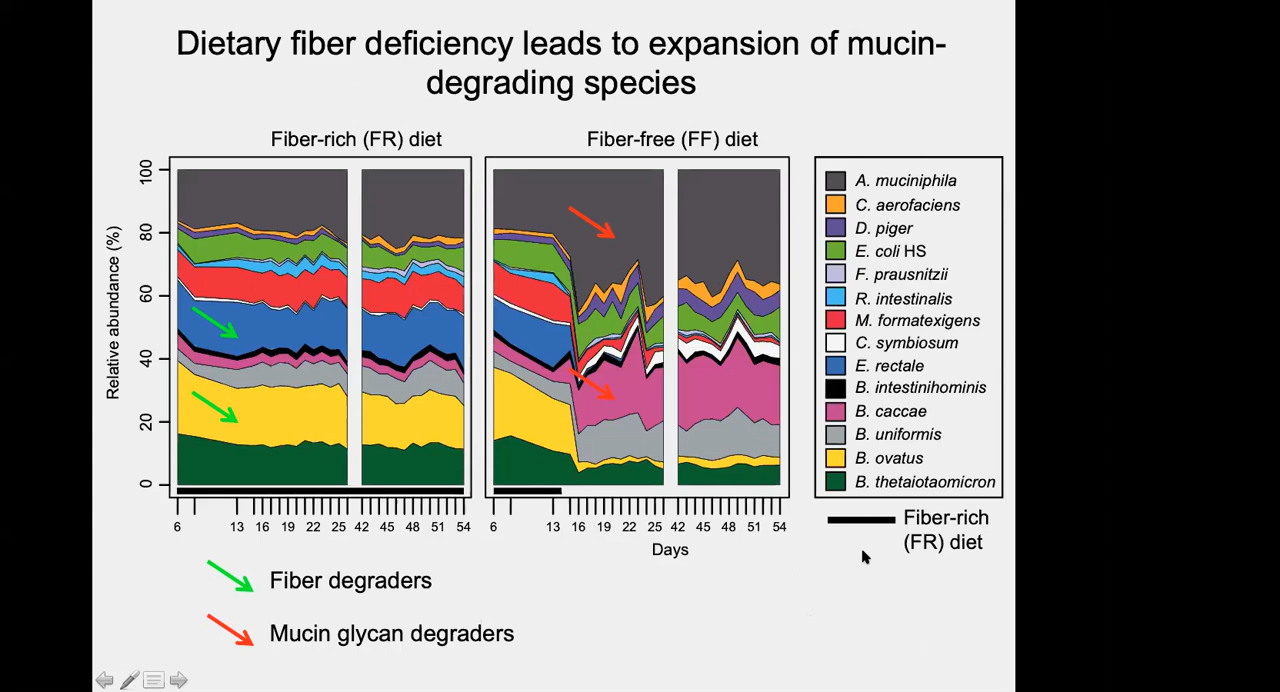 Dietary fiber deficiency leads to expansion of mucin-
degrading species
Fiber-rich (FR) diet
Fiber-free (FF) diet
Relative abundance (%)
100
80
60
40
20
0
6 13 16 19 22 25 42 45 48 51 54
6 13 16 19 22 25 42 45 48 51 54
Days
A. muciniphila
C. aerofaciens
D. piger
E. coli HS
F. prausnitzii
R. intestinalis
M. formatexigens
C. symbiosum
E. rectale
B. intestinihominis
B. caccae
B. uniformis
B. ovatus
B. thetaiotaomicron
Fiber-rich
(FR) diet
Fiber degraders
Mucin glycan degraders